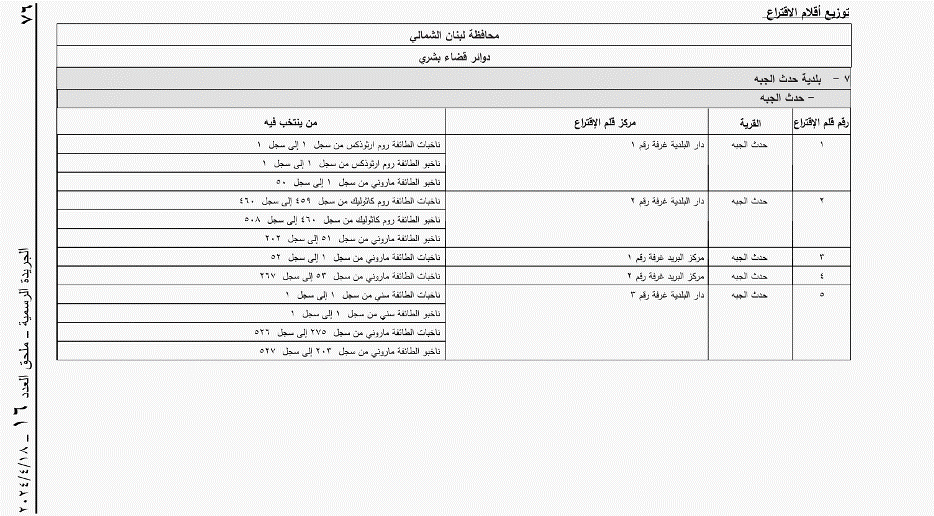 توزيع أقلام الاقتراع
محافظة لبنان الشمالي
دوائر قضاء بشري
٧ - بلدية حدث الجبه
- حدث الجبه
رقم قلم الإقتراع القرية مركز قلم الإقتراع من ينتخب فيه
١ حدث الجبه دار البلدية غرفة رقم ١ ناخبات الطائفة روم ارثوذكس من سجل ١ إلى سجل ١
ناخبو الطائفة روم ارثوذكس من سجل ١ إلى سجل ١
ناخبو الطائفة ماروني من سجل ١ إلى سجل ٥٠
٢ حدث الجبه دار البلدية غرفة رقم ٢ ناخبات الطائفة روم كاثوليك من سجل ٤٥٩ إلى سجل ٤٦٠
ناخبو الطائفة روم كاثوليك من سجل ٤٦٠ إلى سجل ٥٠٨
ناخبو الطائفة ماروني من سجل ٥١ إلى سجل ٢٠٢
٣ حدث الجبه مركز البريد غرفة رقم ١ ناخبات الطائفة ماروني من سجل ١ إلى سجل ٥٢
٤ حدث الجبه مركز البريد غرفة رقم ٢ ناخبات الطائفة ماروني من سجل ٥٣ إلى سجل ٢٦٧
٥ حدث الجبه دار البلدية غرفة رقم ٣ ناخبات الطائفة سني من سجل ١ إلى سجل ١
ناخبو الطائفة سني من سجل ١ إلى سجل ١
ناخبات الطائفة ماروني من سجل ٢٧٥ إلى سجل ٥٢٦
ناخبو الطائفة ماروني من سجل ٢٠٣ إلى سجل ٥٢٧
٧٦
الجريدة الرسمية ـ ملحق العدد ١٦ ـ ٢٠٢٤/٤/١٨